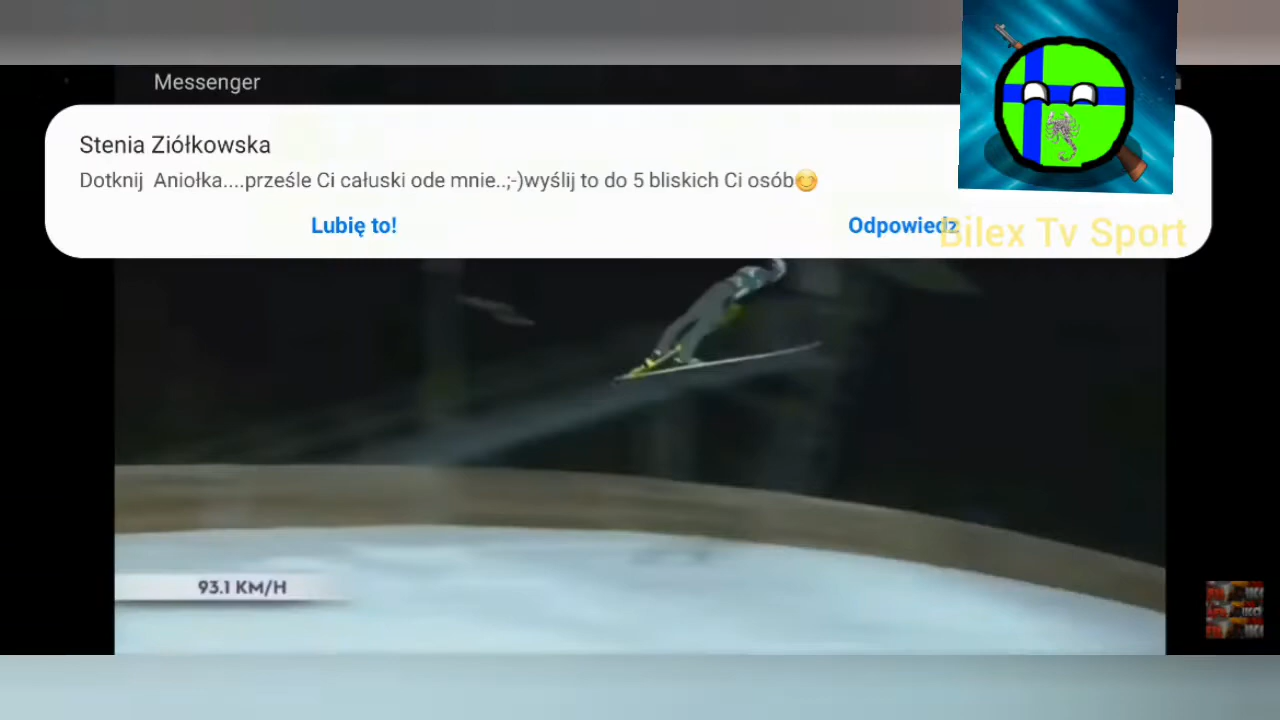 Messenger
Stenia Ziółkowska
Dotknij Aniołka....prześle Ci całuski ode mnie..;-)wyślij to do 5 bliskich Ci osób😊
Lubię to!
Odpowiedz
Bilex Tv Sport
93.1 KM/H